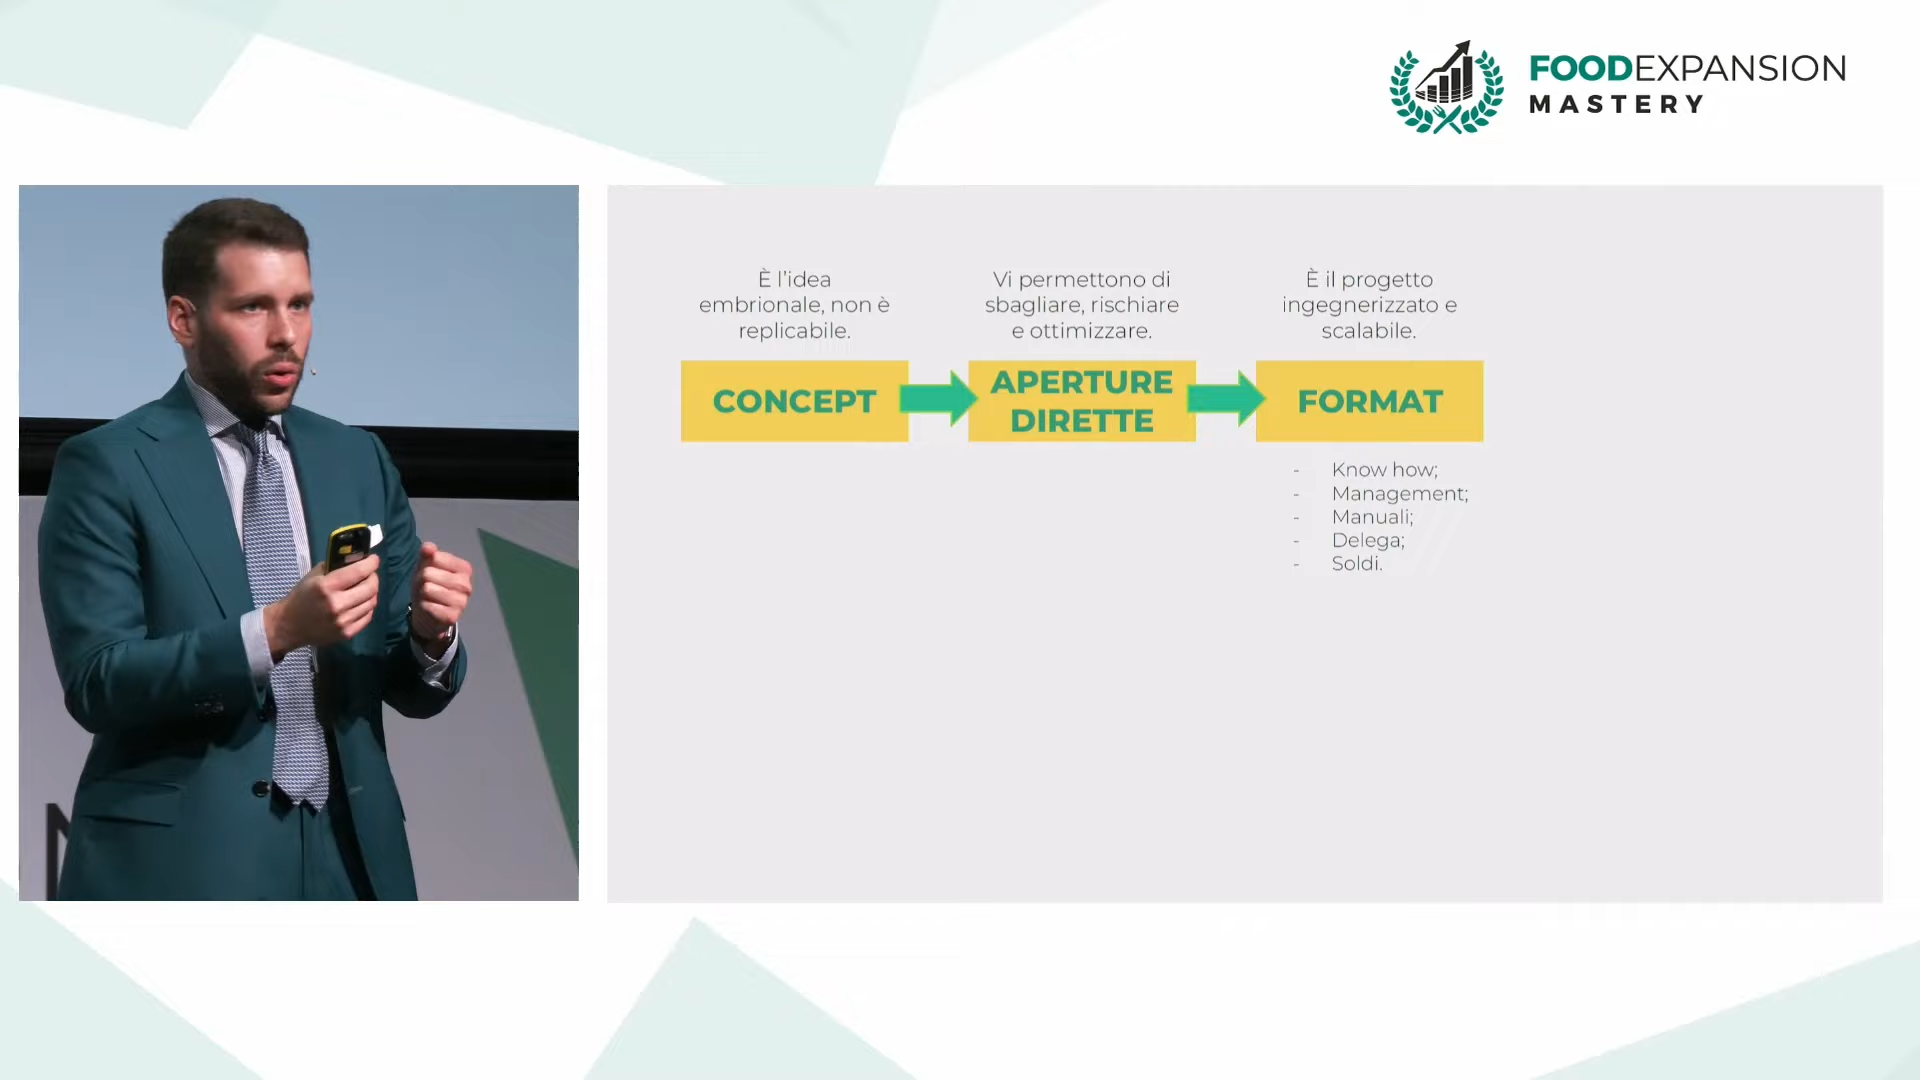 FOODEXPANSION
MASTERY
È l'idea
embrionale, non è
replicabile.
CONCEPT
Vi permettono di
sbagliare, rischiare
e ottimizzare.
APERTURE
DIRETTE
È il progetto
ingegnerizzato e
scalabile.
FORMAT
- Know how;
- Management;
- Manuali;
- Delega;
- Soldi.